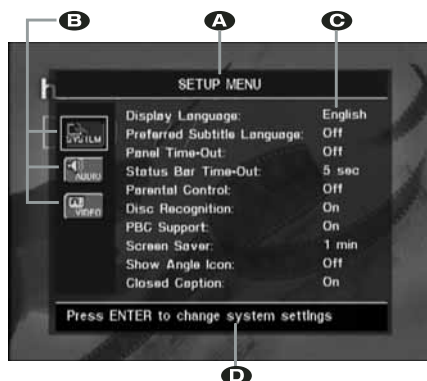 B A C
h
SETUP MENU
Display Language: English
Preferred Subtitle Language: Off
Panel Time-Out: Off
Status Bar Time-Out: 5 sec
Parental Control: Off
Disc Recognition: On
PBC Support: On
Screen Saver: 1 min
Show Angle Icon: Off
Closed Caption: On
SYSTEM
AUDIO
VIDEO
Press ENTER to change system settings
D